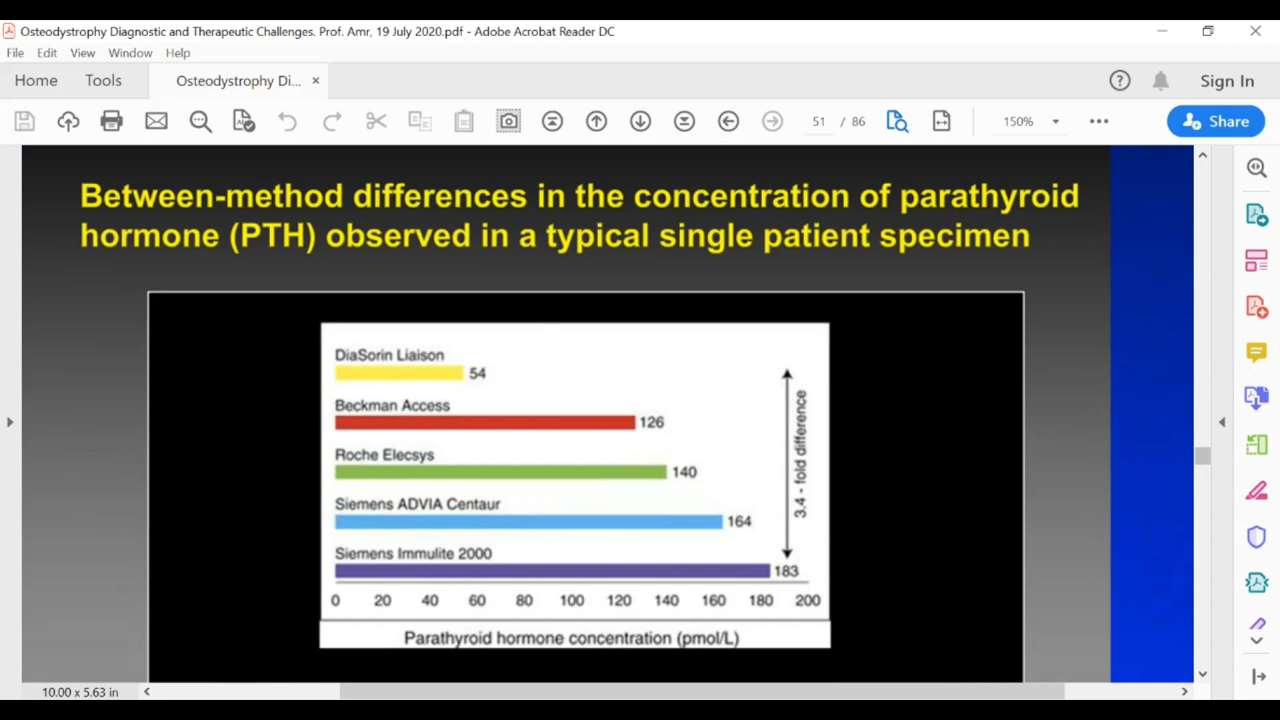 Osteodystrophy Diagnostic and Therapeutic Challenges. Prof. Amr, 19 July 2020.pdf - Adobe Acrobat Reader DC
File Edit View Window Help
Home Tools Osteodystrophy Di... × Sign In
51 / 86 150% Share
Between-method differences in the concentration of parathyroid
hormone (PTH) observed in a typical single patient specimen
DiaSorin Liaison
54
Beckman Access
126
Roche Elecsys
140
Siemens ADVIA Centaur
164
Siemens Immulite 2000
183
3.4 - fold difference
0 20 40 60 80 100 120 140 160 180 200
Parathyroid hormone concentration (pmol/L)
10.00 x 5.63 in